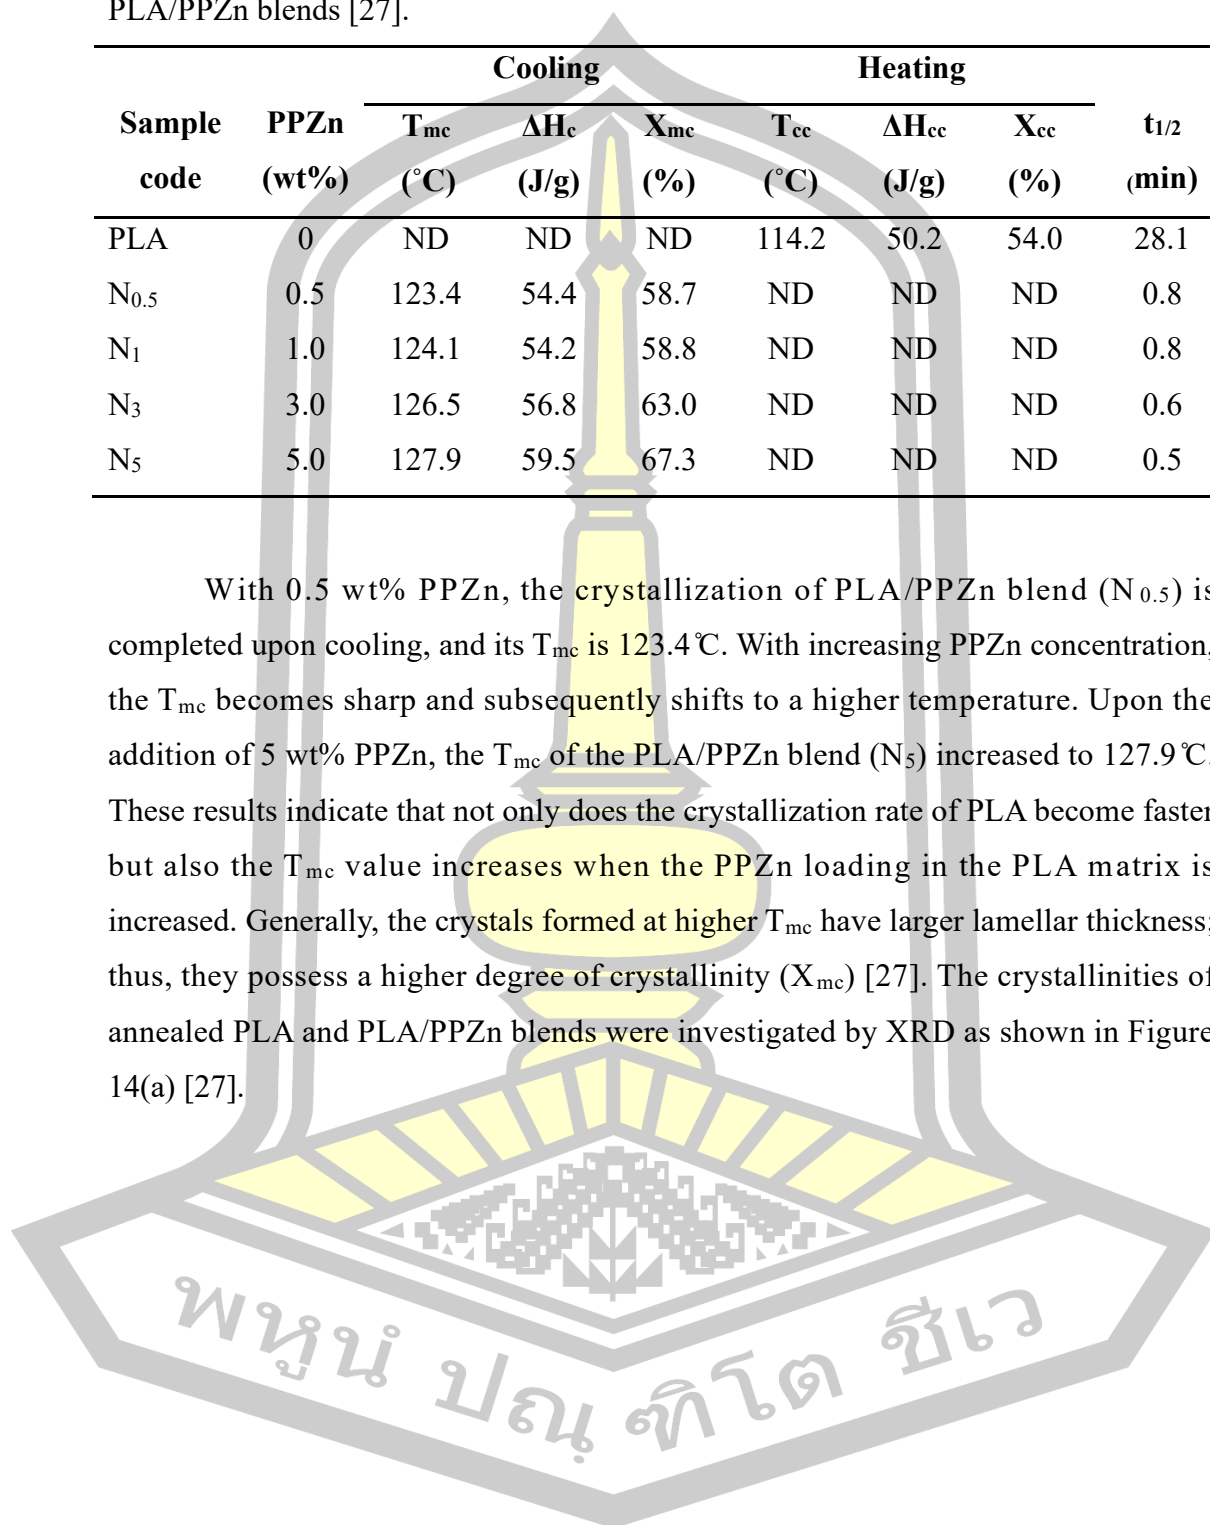 PLA/PPZn blends [27].
Cooling Heating
Sample PPZn Tmc ΔHc Xmc Tcc ΔHcc Xcc t1/2
code (wt%) (˚C) (J/g) (%) (˚C) (J/g) (%) (min)
PLA 0 ND ND ND 114.2 50.2 54.0 28.1
N0.5 0.5 123.4 54.4 58.7 ND ND ND 0.8
N1 1.0 124.1 54.2 58.8 ND ND ND 0.8
N3 3.0 126.5 56.8 63.0 ND ND ND 0.6
N5 5.0 127.9 59.5 67.3 ND ND ND 0.5
With 0.5 wt% PPZn, the crystallization of PLA/PPZn blend (N0.5) is
completed upon cooling, and its Tmc is 123.4 ℃. With increasing PPZn concentration,
the Tmc becomes sharp and subsequently shifts to a higher temperature. Upon the
addition of 5 wt% PPZn, the Tmc of the PLA/PPZn blend (N5) increased to 127.9 ℃.
These results indicate that not only does the crystallization rate of PLA become faster
but also the Tmc value increases when the PPZn loading in the PLA matrix is
increased. Generally, the crystals formed at higher Tmc have larger lamellar thickness;
thus, they possess a higher degree of crystallinity (Xmc) [27]. The crystallinities of
annealed PLA and PLA/PPZn blends were investigated by XRD as shown in Figure
14(a) [27].
พหูนํ ปณฺฑิโต ชีเว